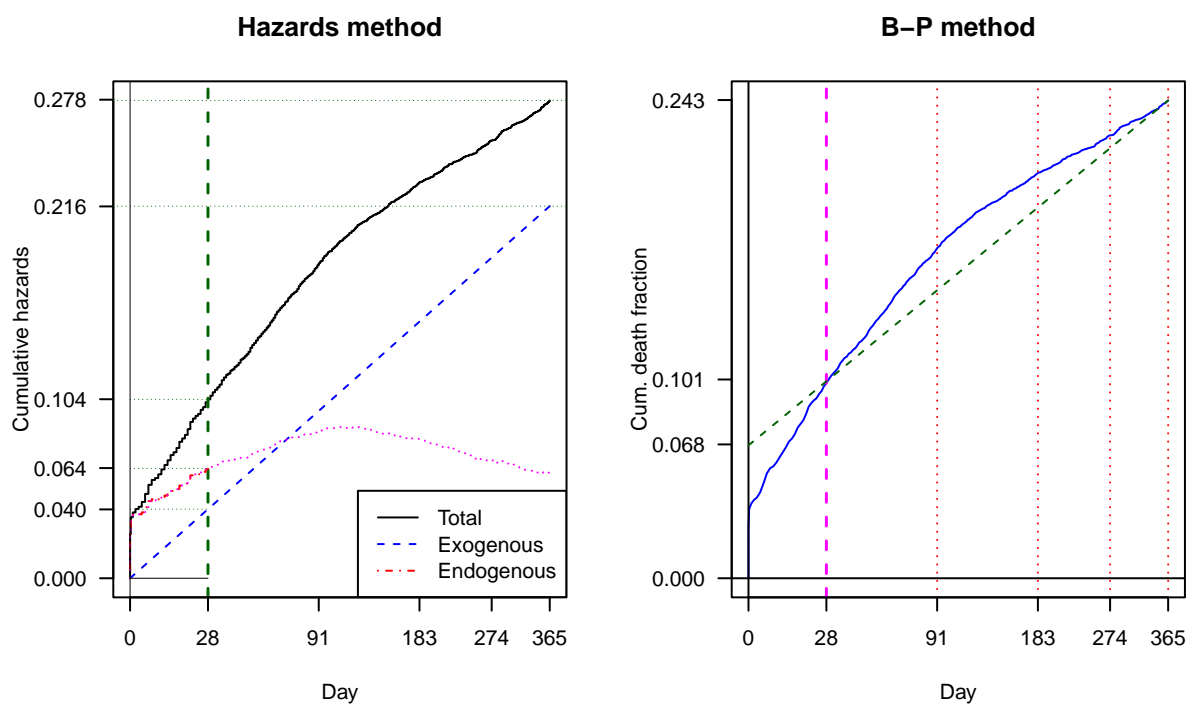 Hazards method
0.278
0.216
0.104
0.064
0.040
0.000
Cumulative hazards
0 28 91 183 274 365
Day
Total
Exogenous
Endogenous
B−P method
0.243
0.101
0.068
0.000
Cum. death fraction
0 28 91 183 274 365
Day